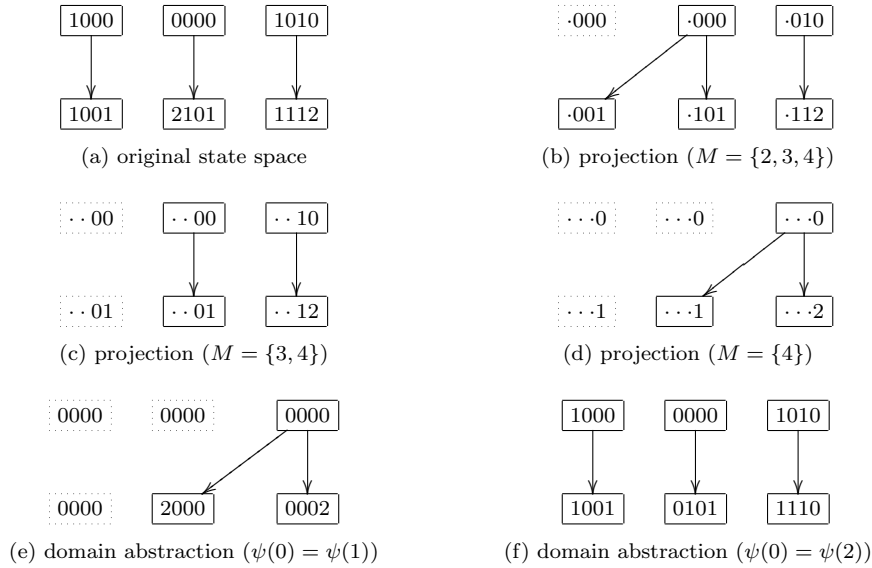 1000 0000 1010
1001 2101 1112
(a) original state space
·000 ·000 ·010
·001 ·101 ·112
(b) projection (M = {2, 3, 4})
· · 00 · · 00 · · 10
· · 01 · · 01 · · 12
(c) projection (M = {3, 4})
· · · 0 · · · 0 · · · 0
· · · 1 · · · 1 · · · 2
(d) projection (M = {4})
0000 0000 0000
0000 2000 0002
(e) domain abstraction (ψ(0) = ψ(1))
1000 0000 1010
1001 0101 1110
(f) domain abstraction (ψ(0) = ψ(2))